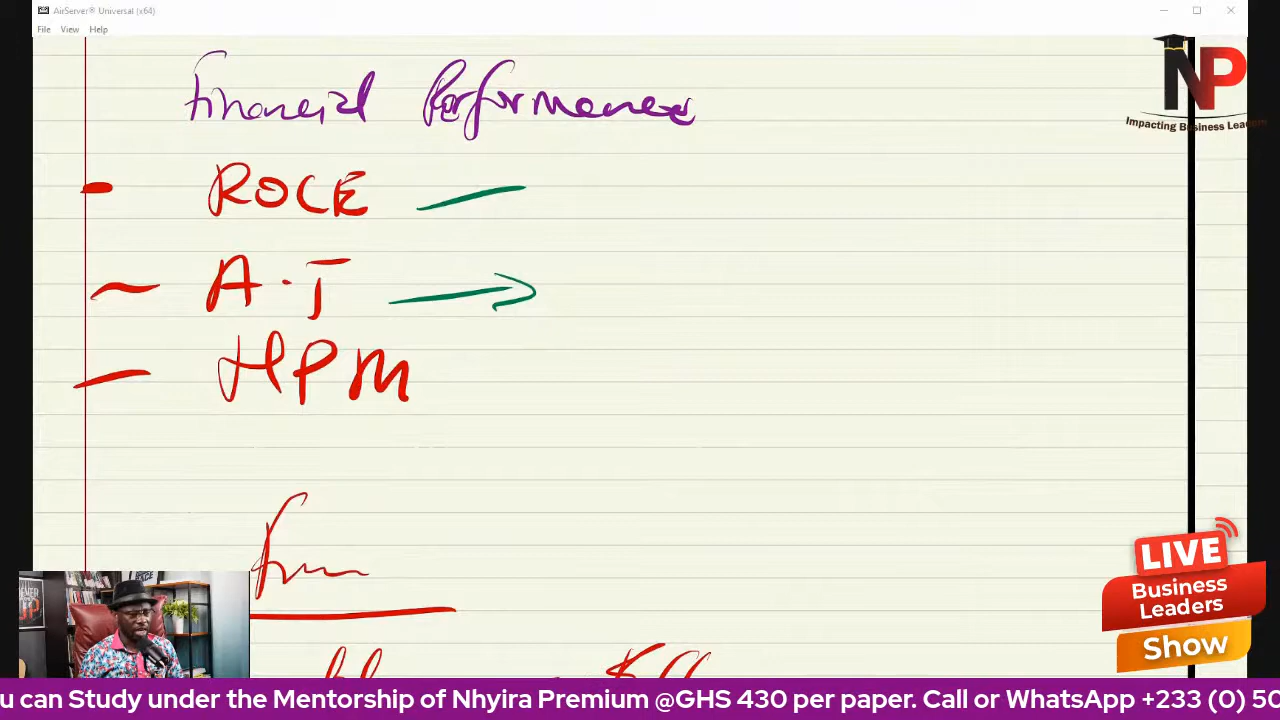 AirServer® Universal (x64)
File View Help
NP
Impacting Business Leaders
Financial Performance
- ROCE
~ A.T
- NPM
LIVE
Business
Leaders
Show
u can Study under the Mentorship of Nhyira Premium @GHS 430 per paper. Call or WhatsApp +233 (0) 50